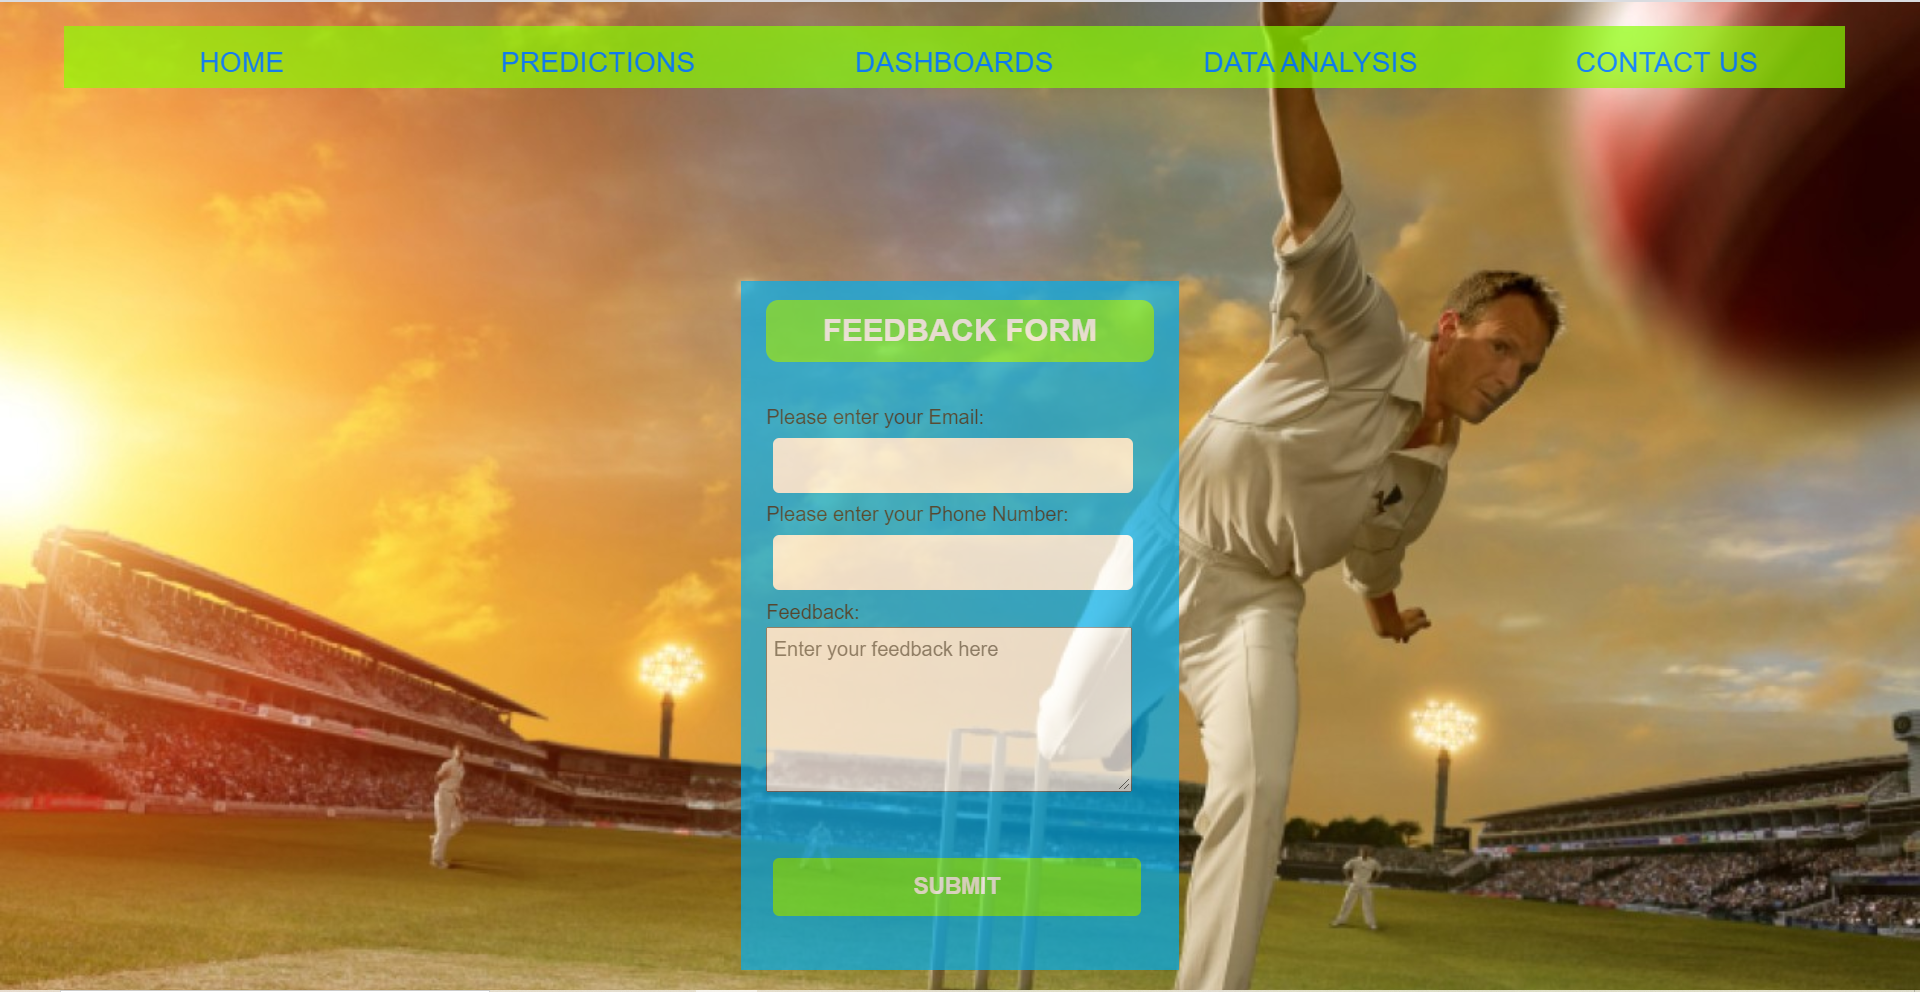 HOME PREDICTIONS DASHBOARDS DATA ANALYSIS CONTACT US
FEEDBACK FORM
Please enter your Email:
Please enter your Phone Number:
Feedback:
Enter your feedback here
SUBMIT